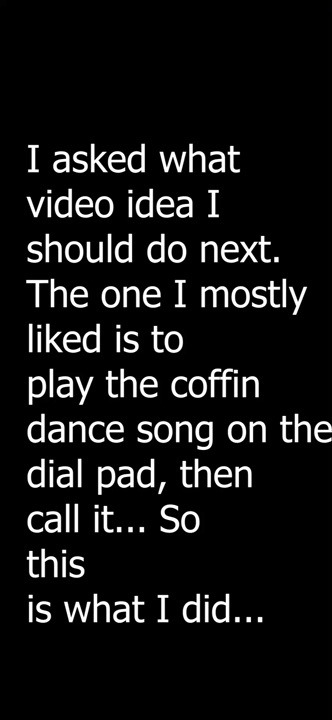 I asked what
video idea I
should do next.
The one I mostly
liked is to
play the coffin
dance song on the
dial pad, then
call it... So
this
is what I did...